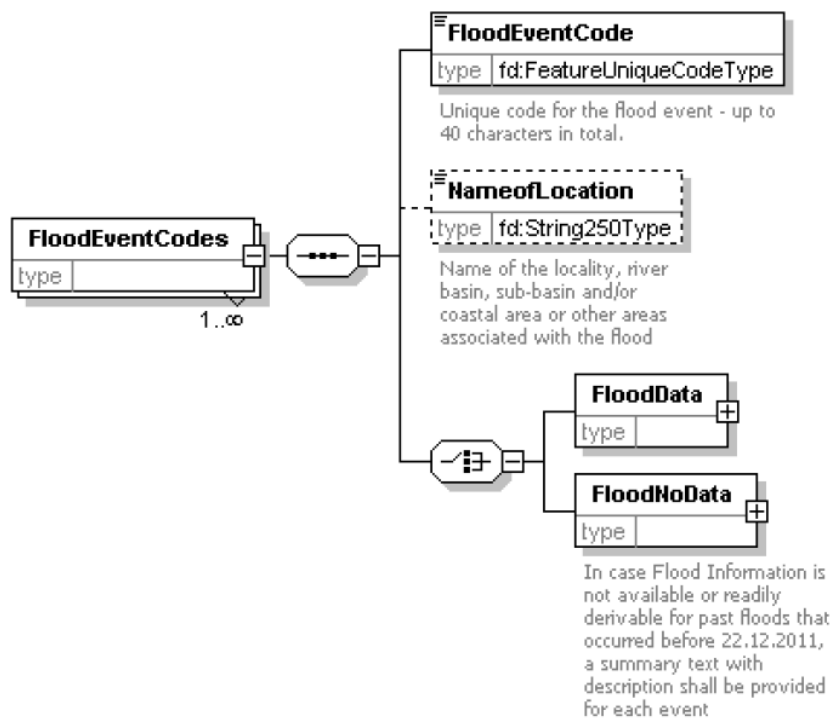 FloodEventCode
type fd:FeatureUniqueCodeType
Unique code for the flood event - up to
40 characters in total.
NameofLocation
type fd:String250Type
Name of the locality, river
basin, sub-basin and/or
coastal area or other areas
associated with the flood
FloodEventCodes
type
1..∞
FloodData
type
FloodNoData
type
In case Flood Information is
not available or readily
derivable for past floods that
occurred before 22.12.2011,
a summary text with
description shall be provided
for each event